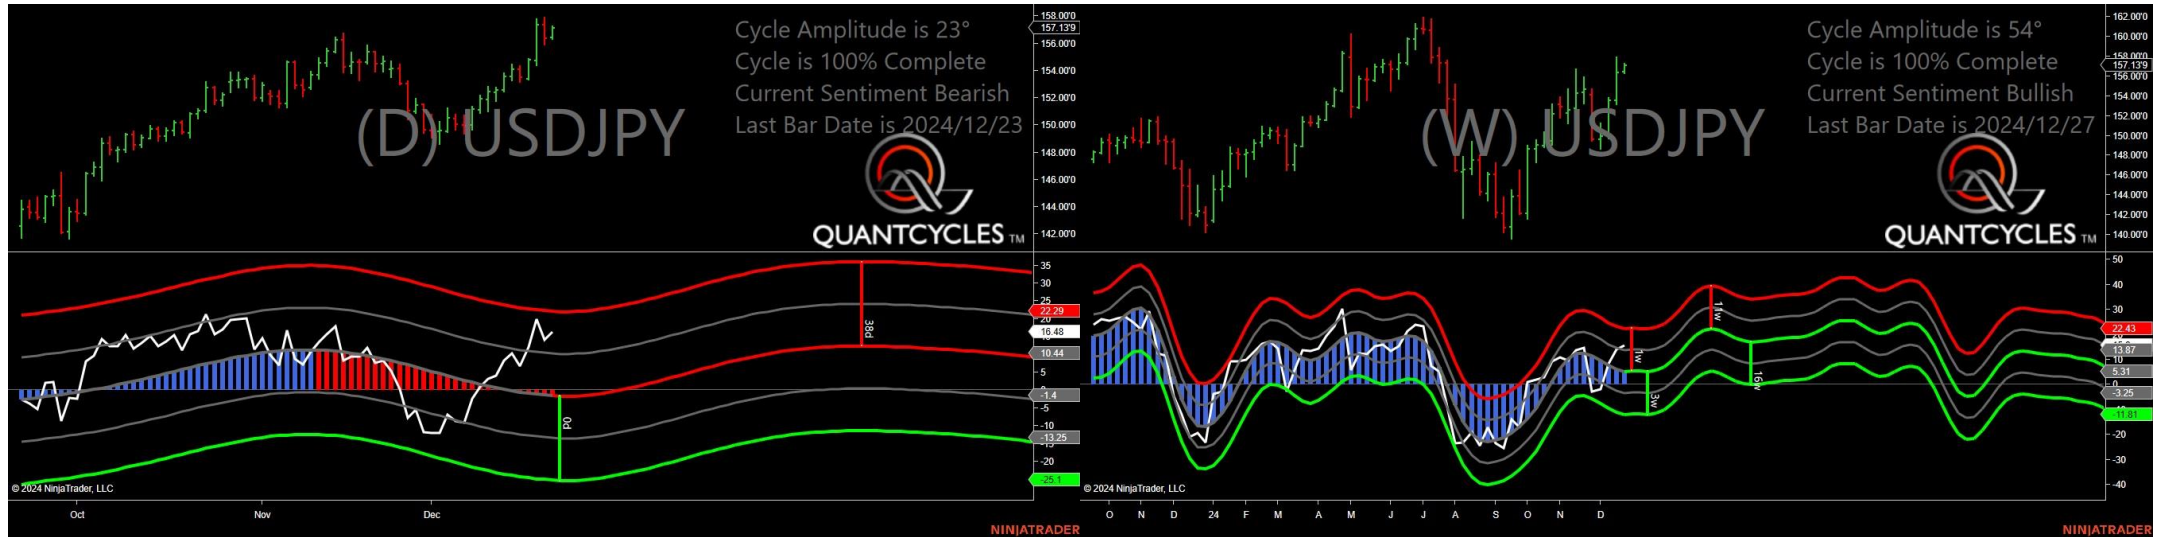 Cycle Amplitude is 23°
Cycle is 100% Complete
Current Sentiment Bearish
Last Bar Date is 2024/12/23
(D) USDJPY
QUANTCYCLES TM
158.00'0
157.13'9
156.00'0
154.00'0
152.00'0
150.00'0
148.00'0
146.00'0
144.00'0
142.00'0
35
30
25
22.29
20
16.48
10.44
5
-1.4
-5
-10
-13.25
-20
-25.1
38d
0d
© 2024 NinjaTrader, LLC
Oct Nov Dec
NINJATRADER
Cycle Amplitude is 54°
Cycle is 100% Complete
Current Sentiment Bullish
Last Bar Date is 2024/12/27
(W) USDJPY
QUANTCYCLES TM
162.00'0
160.00'0
158.00'0
157.13'9
156.00'0
154.00'0
152.00'0
150.00'0
148.00'0
146.00'0
144.00'0
142.00'0
140.00'0
50
40
30
22.43
13.87
10
5.31
0
-3.25
-11.81
-20
-30
-40
1w
11w
3w
16w
© 2024 NinjaTrader, LLC
O N D 24 F M A M J J A S O N D
NINJATRADER